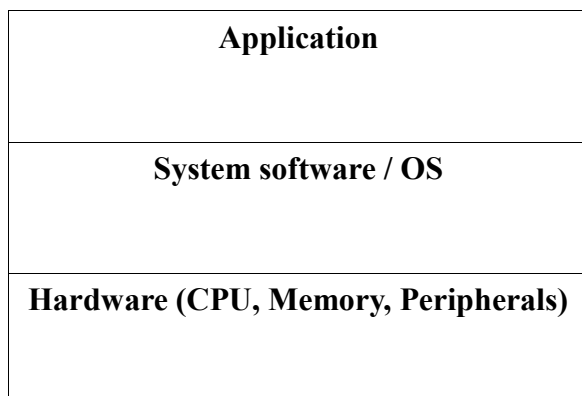 Application
System software / OS
Hardware (CPU, Memory, Peripherals)